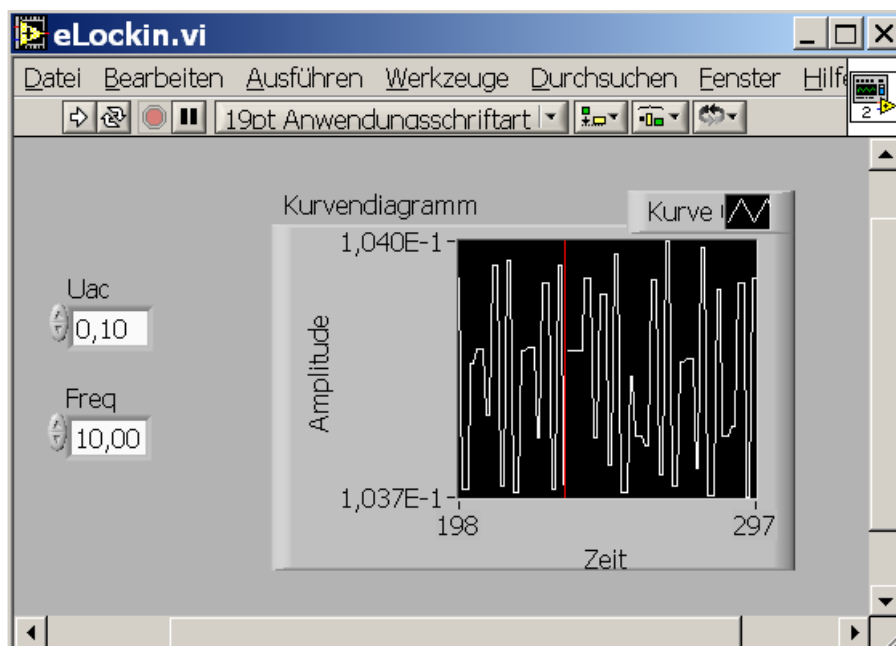 eLockin.vi
Datei Bearbeiten Ausführen Werkzeuge Durchsuchen Fenster Hilfe
19pt Anwendungsschriftart
2
Kurvendiagramm
Kurve
1,040E-1
Uac
0,10
Amplitude
Freq
10,00
1,037E-1
198
297
Zeit